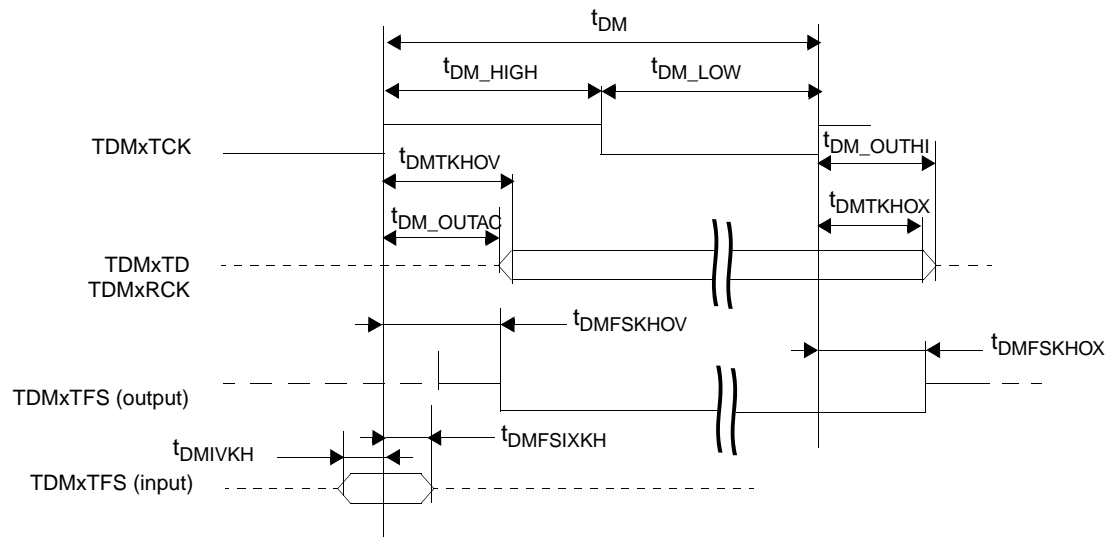 tDM
tDM_HIGH
tDM_LOW
TDMxTCK
tDM_OUTHI
tDMTKHOV
tDMTKHOX
tDM_OUTAC
TDMxTD
TDMxRCK
tDMFSKHOV
tDMFSKHOX
TDMxTFS (output)
tDMFSIXKH
tDMIVKH
TDMxTFS (input)